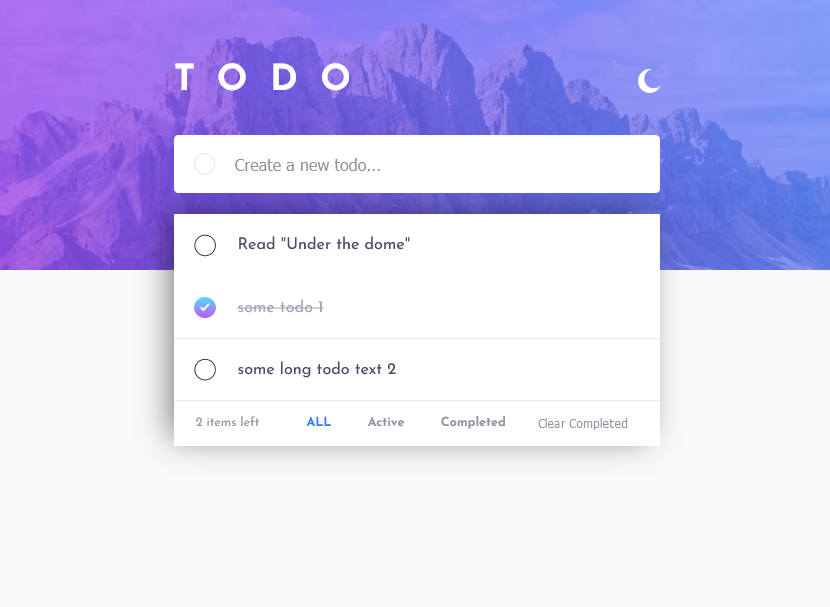 TODO
Create a new todo...
Read "Under the dome"
some todo 1
some long todo text 2
2 items left ALL Active Completed Clear Completed